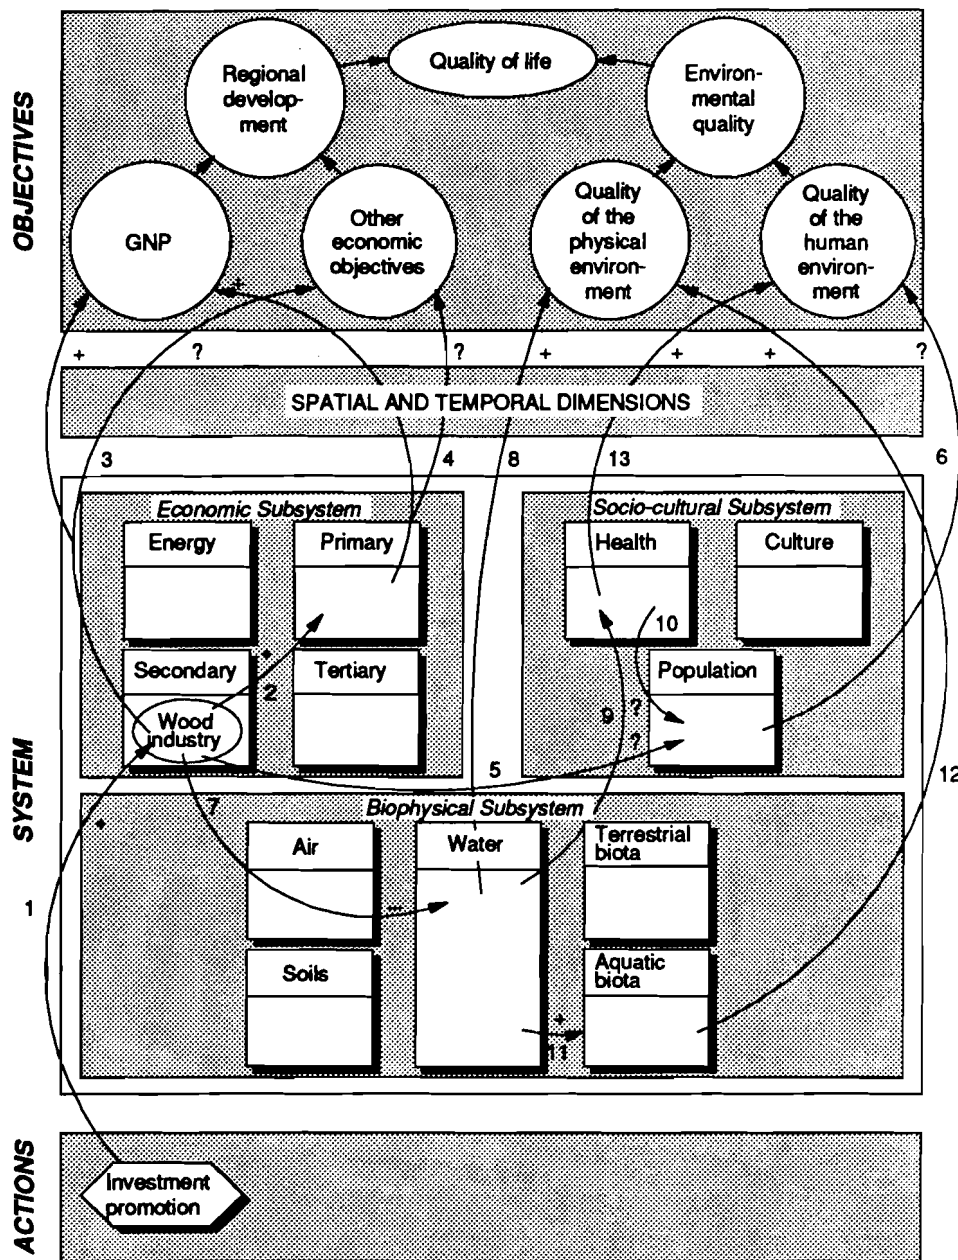 OBJECTIVES
Regional
develop-
ment
Quality of life
Environ-
mental
quality
GNP
Other
economic
objectives
Quality
of the
physical
environ-
ment
Quality
of the
human
environ-
ment
+
+ ? ? + + + ?
SPATIAL AND TEMPORAL DIMENSIONS
3 4 8 13 6
SYSTEM
Economic Subsystem
Socio-cultural Subsystem
Energy
Primary
Health
Culture
10
Secondary
+
2
Tertiary
Population
Wood
industry
9
?
?
5
12
7
Biophysical Subsystem
+
1
Air
Water
Terrestrial
biota
--
Soils
Aquatic
biota
+
11
ACTIONS
Investment
promotion